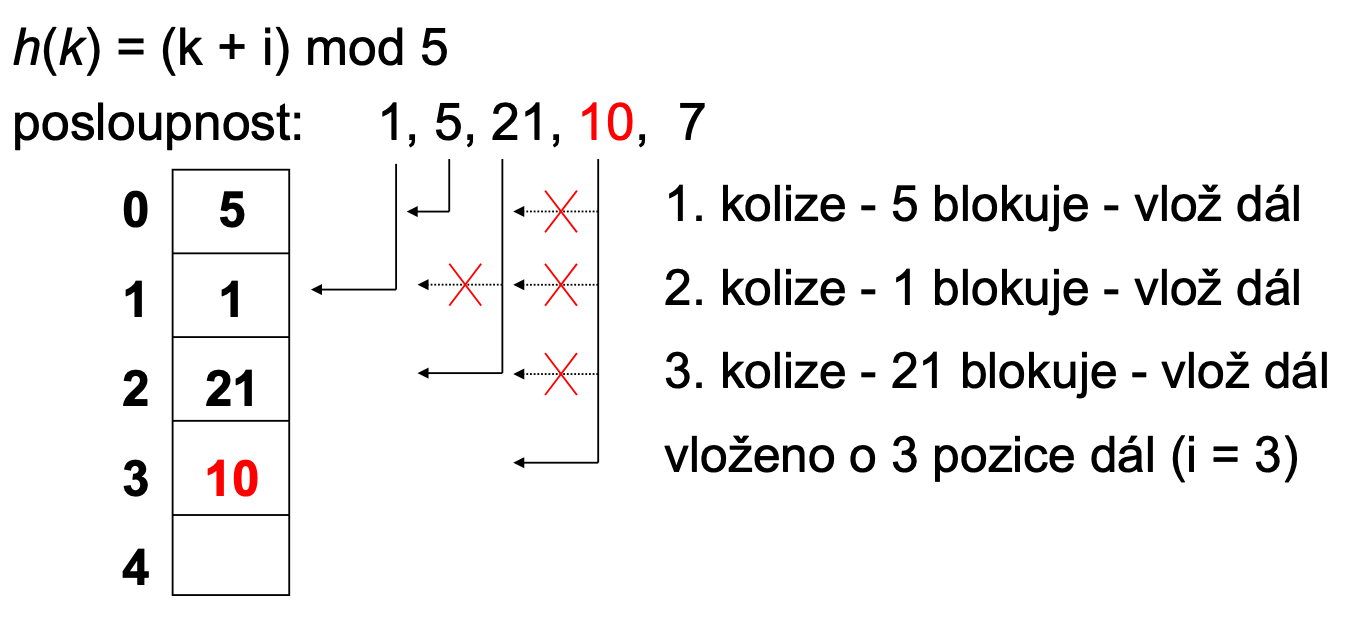 h(k) = (k + i) mod 5
posloupnost: 1, 5, 21, 10, 7
0 5 1. kolize - 5 blokuje - vlož dál
1 1 2. kolize - 1 blokuje - vlož dál
2 21 3. kolize - 21 blokuje - vlož dál
3 10 vloženo o 3 pozice dál (i = 3)
4